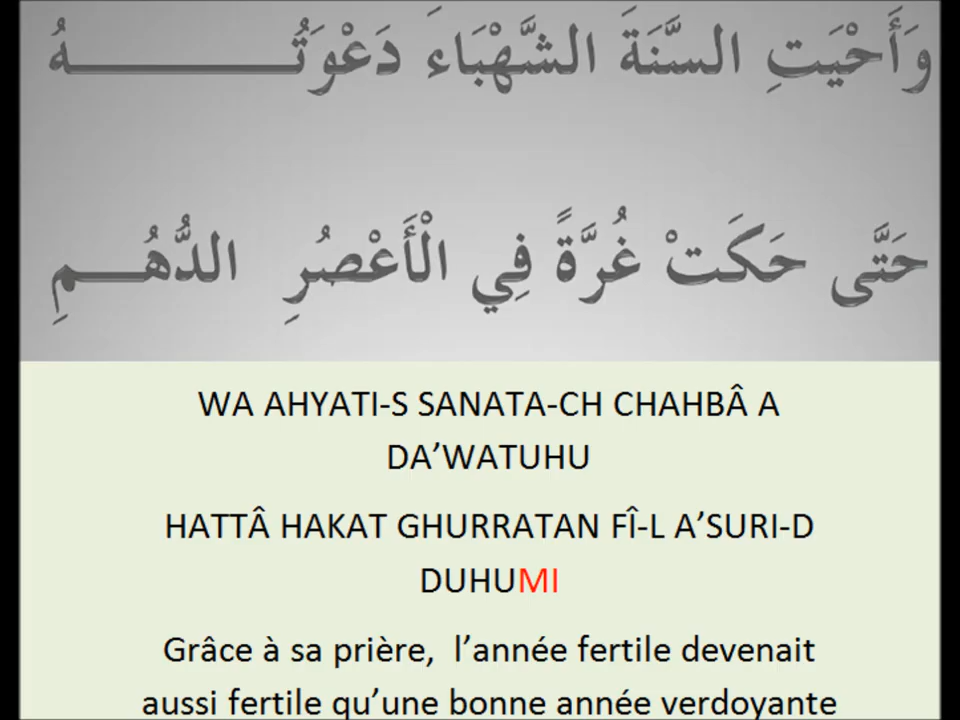 وَأَحْيَتِ السَّنَةَ الشَّهْبَاءَ دَعْوَتُـــــــــــهُ
حَتَّى حَكَتْ غُرَّةً فِي الْأَعْصُرِ الدُّهُـــمِ
WA AHYATI-S SANATA-CH CHAHBÂ A
DA’WATUHU
HATTÂ HAKAT GHURRATAN FÎ-L A’SURI-D
DUHUMI
Grâce à sa prière, l’année fertile devenait
aussi fertile qu’une bonne année verdoyante